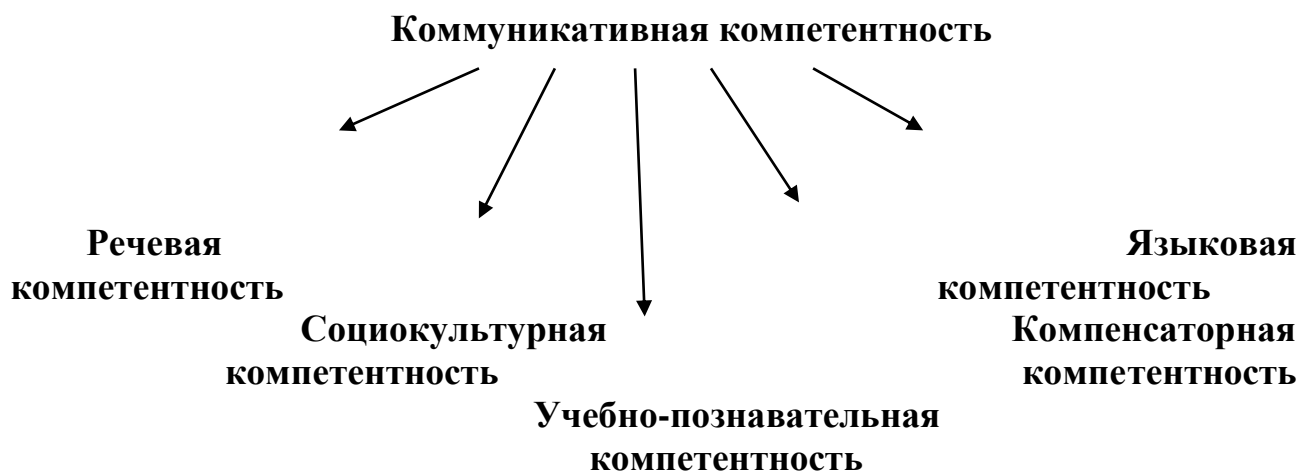 Коммуникативная компетентность
Речевая
Языковая
компетентность
компетентность
Социокультурная
Компенсаторная
компетентность
компетентность
Учебно-познавательная
компетентность